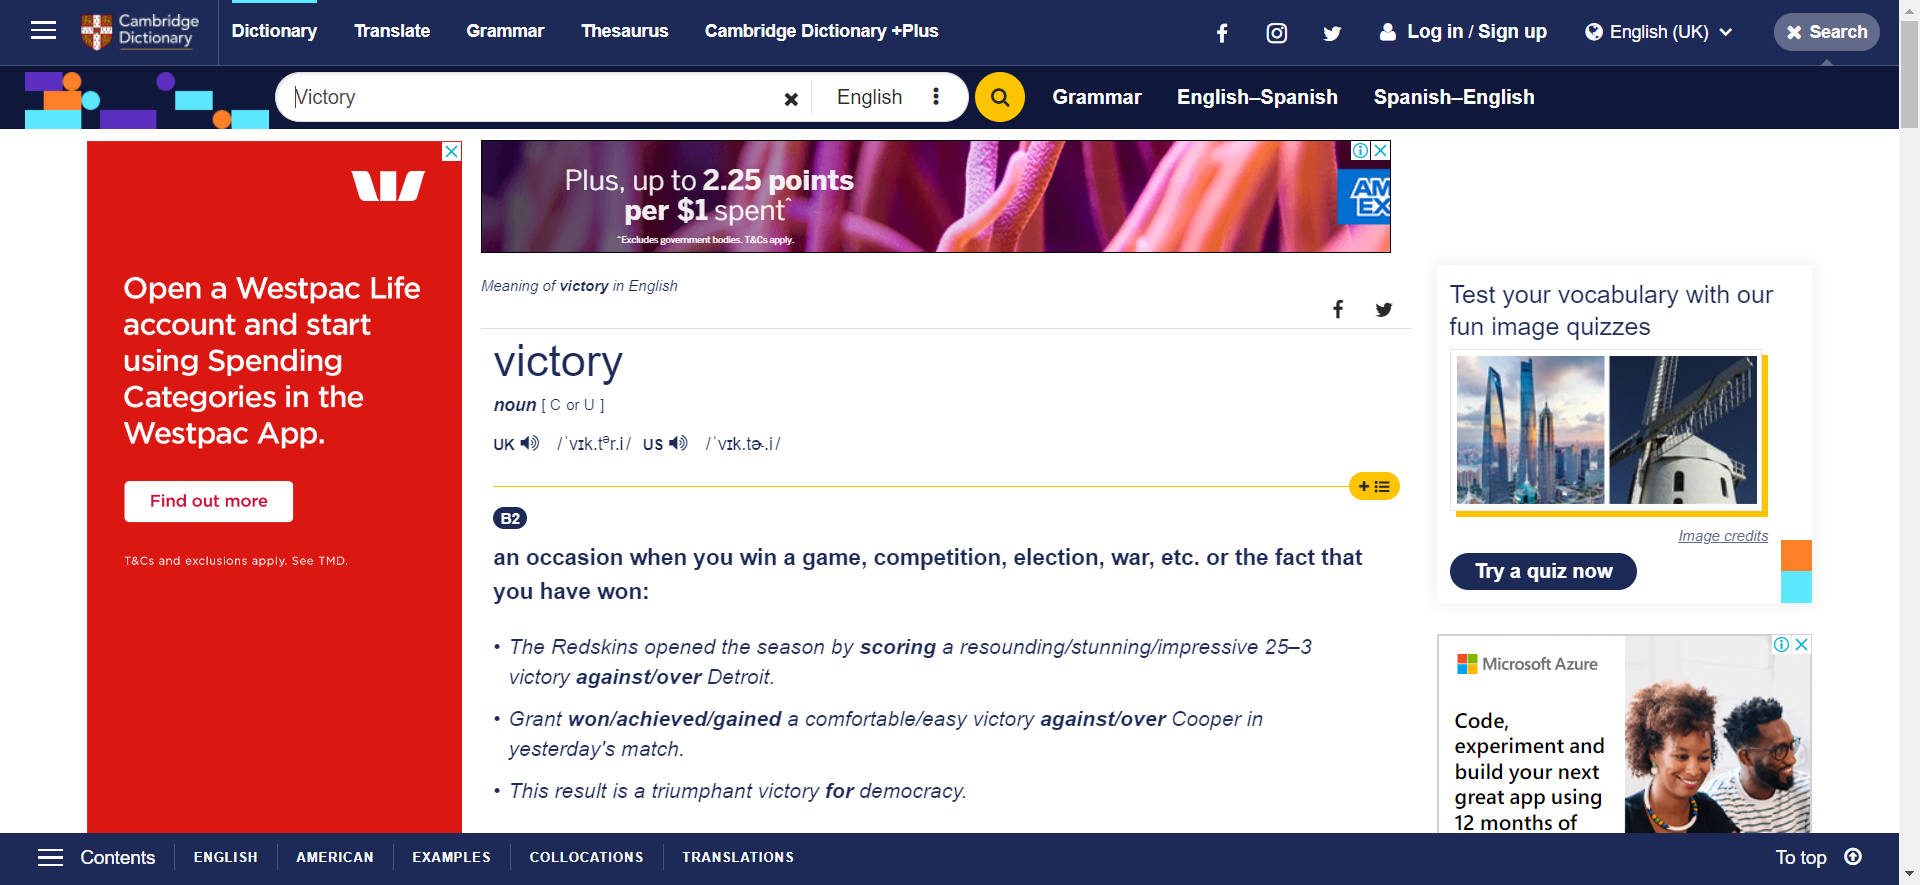 Cambridge
Dictionary
Dictionary
Translate
Grammar
Thesaurus
Cambridge Dictionary +Plus
Log in / Sign up
English (UK)
Search
Victory
English
Grammar
English–Spanish
Spanish–English
Open a Westpac Life
account and start
using Spending
Categories in the
Westpac App.
Find out more
T&Cs and exclusions apply. See TMD.
Plus, up to 2.25 points
per $1 spent^
^Excludes government bodies. T&Cs apply.
AM
EX
Meaning of victory in English
victory
noun [ C or U ]
UK /ˈvɪk.tᵊr.i/ US /ˈvɪk.tɚ.i/
B2
an occasion when you win a game, competition, election, war, etc. or the fact that
you have won:
• The Redskins opened the season by scoring a resounding/stunning/impressive 25–3
victory against/over Detroit.
• Grant won/achieved/gained a comfortable/easy victory against/over Cooper in
yesterday's match.
• This result is a triumphant victory for democracy.
Test your vocabulary with our
fun image quizzes
Image credits
Try a quiz now
Microsoft Azure
Code,
experiment and
build your next
great app using
12 months of
Contents
ENGLISH
AMERICAN
EXAMPLES
COLLOCATIONS
TRANSLATIONS
To top